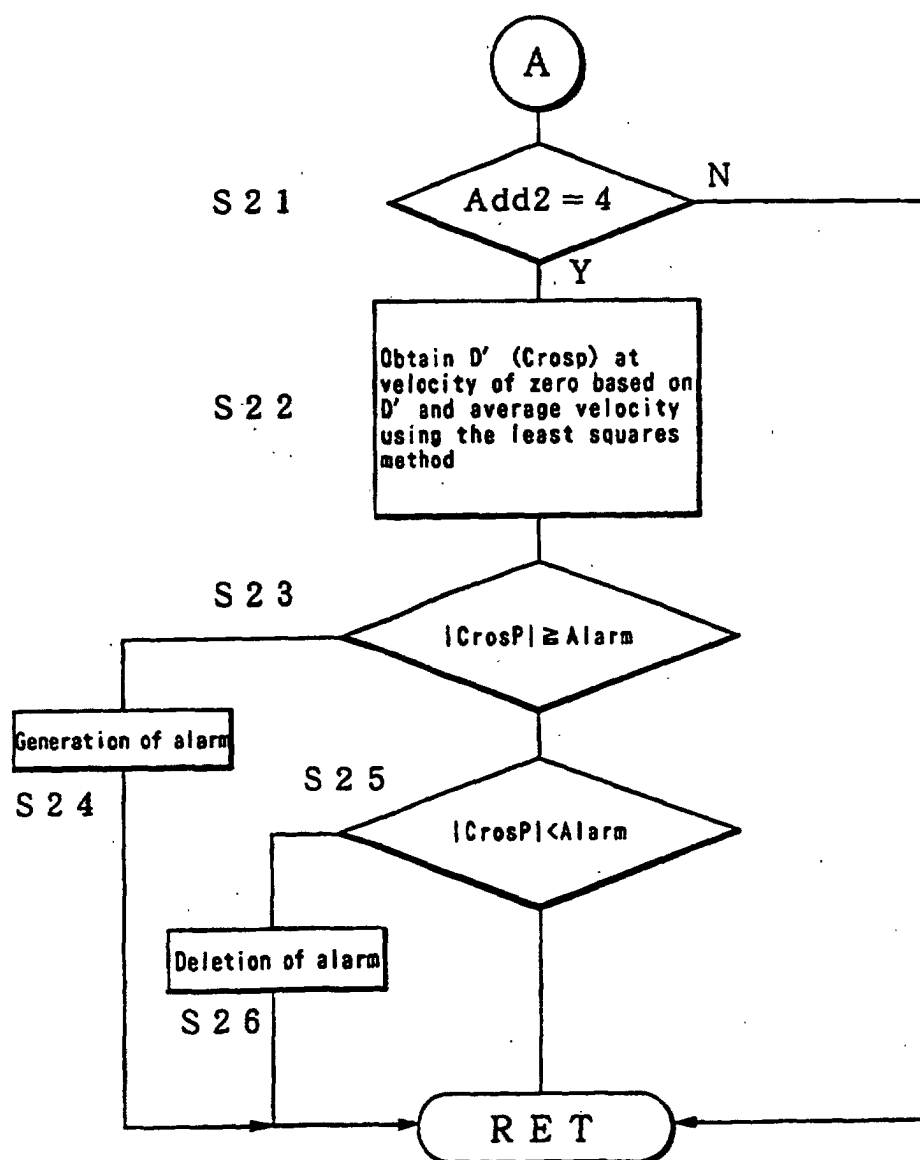 A
S21
Add2=4
N
Y
S22
Obtain D' (Crosp) at
velocity of zero based on
D' and average velocity
using the least squares
method
S23
|CrosP|≧Alarm
Generation of alarm
S24
S25
|CrosP|<Alarm
Deletion of alarm
S26
RET